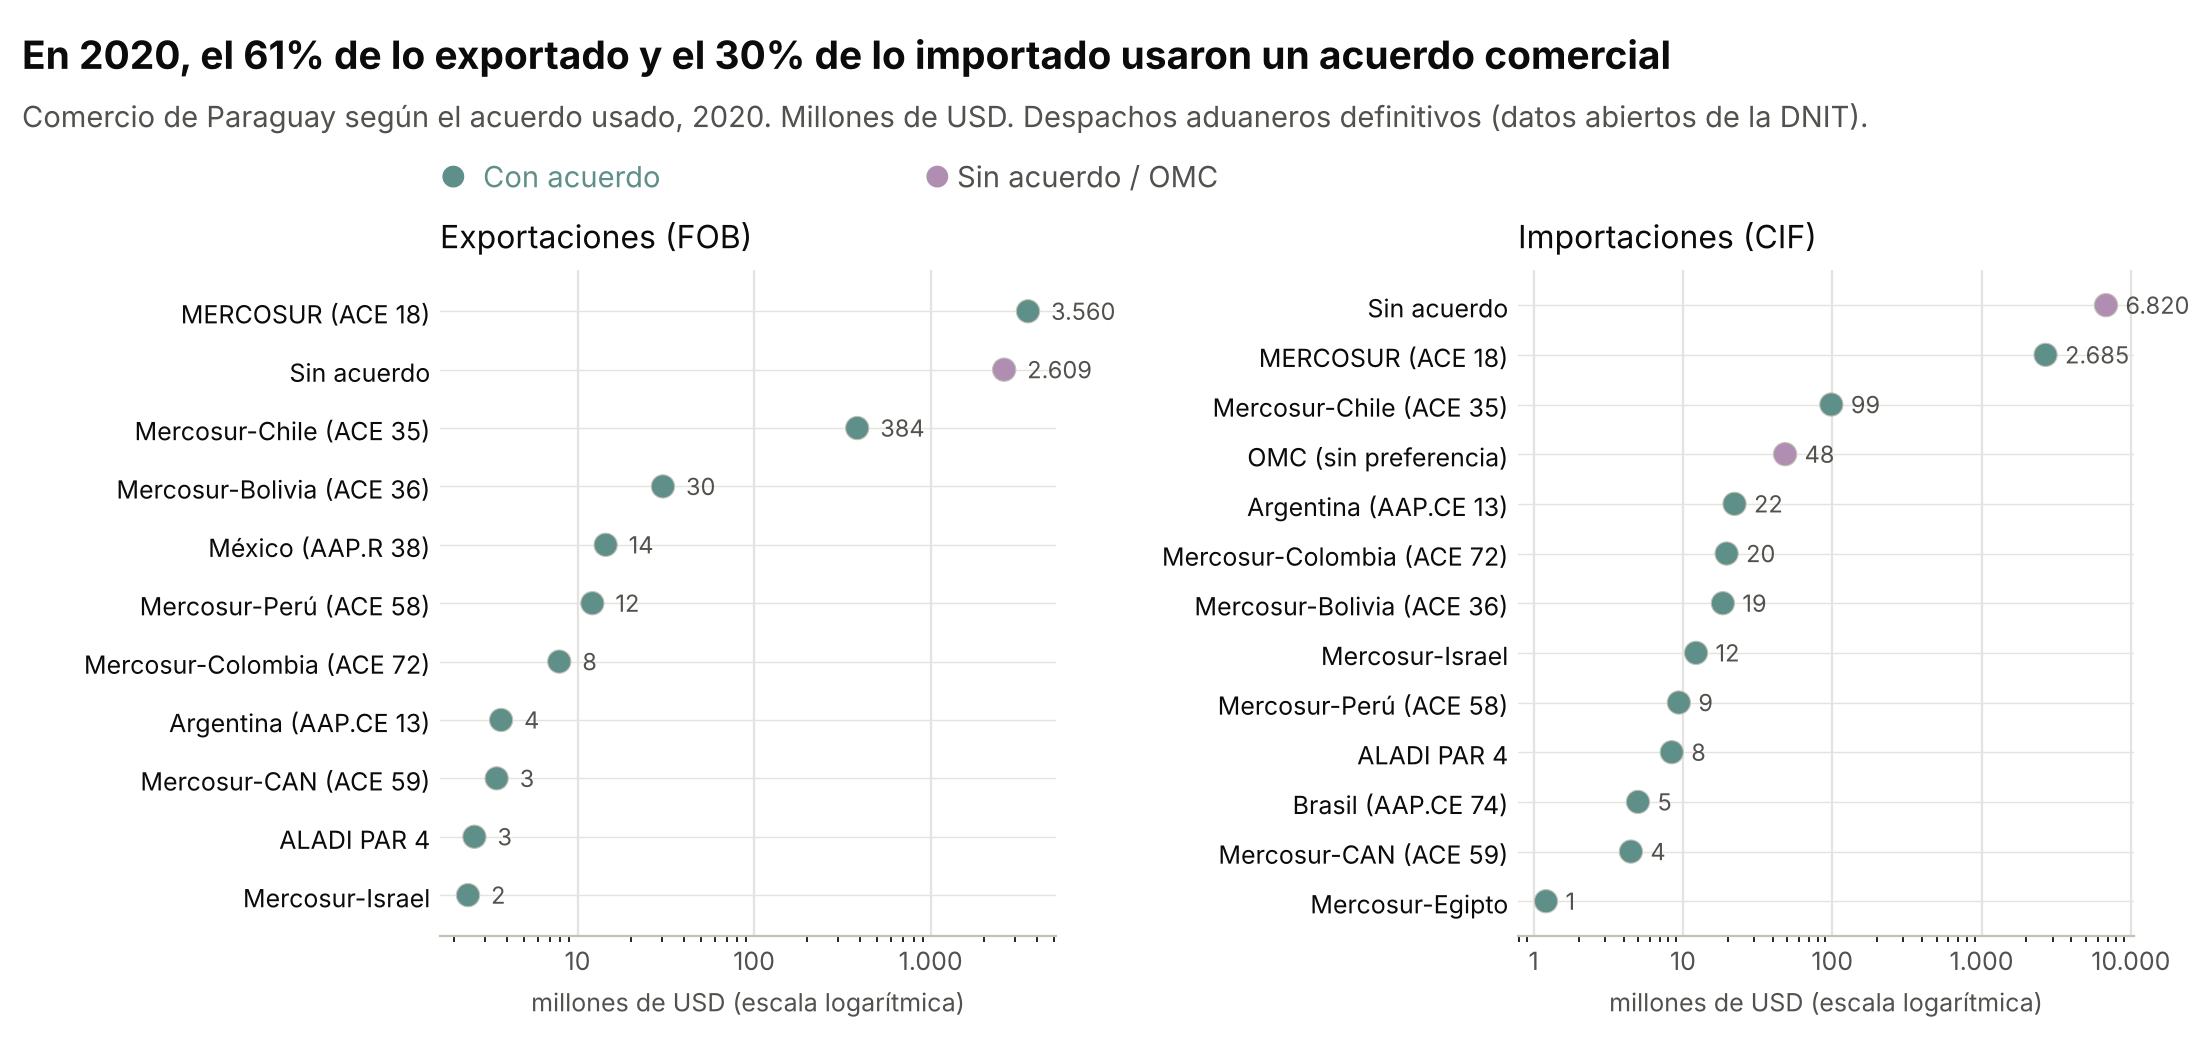 En 2020, el 61% de lo exportado y el 30% de lo importado usaron un acuerdo comercial
Comercio de Paraguay según el acuerdo usado, 2020. Millones de USD. Despachos aduaneros definitivos (datos abiertos de la DNIT).
Con acuerdo
Sin acuerdo / OMC
Exportaciones (FOB)
MERCOSUR (ACE 18) 3.560
Sin acuerdo 2.609
Mercosur-Chile (ACE 35) 384
Mercosur-Bolivia (ACE 36) 30
México (AAP.R 38) 14
Mercosur-Perú (ACE 58) 12
Mercosur-Colombia (ACE 72) 8
Argentina (AAP.CE 13) 4
Mercosur-CAN (ACE 59) 3
ALADI PAR 4 3
Mercosur-Israel 2
10 100 1.000
millones de USD (escala logarítmica)
Importaciones (CIF)
Sin acuerdo 6.820
MERCOSUR (ACE 18) 2.685
Mercosur-Chile (ACE 35) 99
OMC (sin preferencia) 48
Argentina (AAP.CE 13) 22
Mercosur-Colombia (ACE 72) 20
Mercosur-Bolivia (ACE 36) 19
Mercosur-Israel 12
Mercosur-Perú (ACE 58) 9
ALADI PAR 4 8
Brasil (AAP.CE 74) 5
Mercosur-CAN (ACE 59) 4
Mercosur-Egipto 1
1 10 100 1.000 10.000
millones de USD (escala logarítmica)